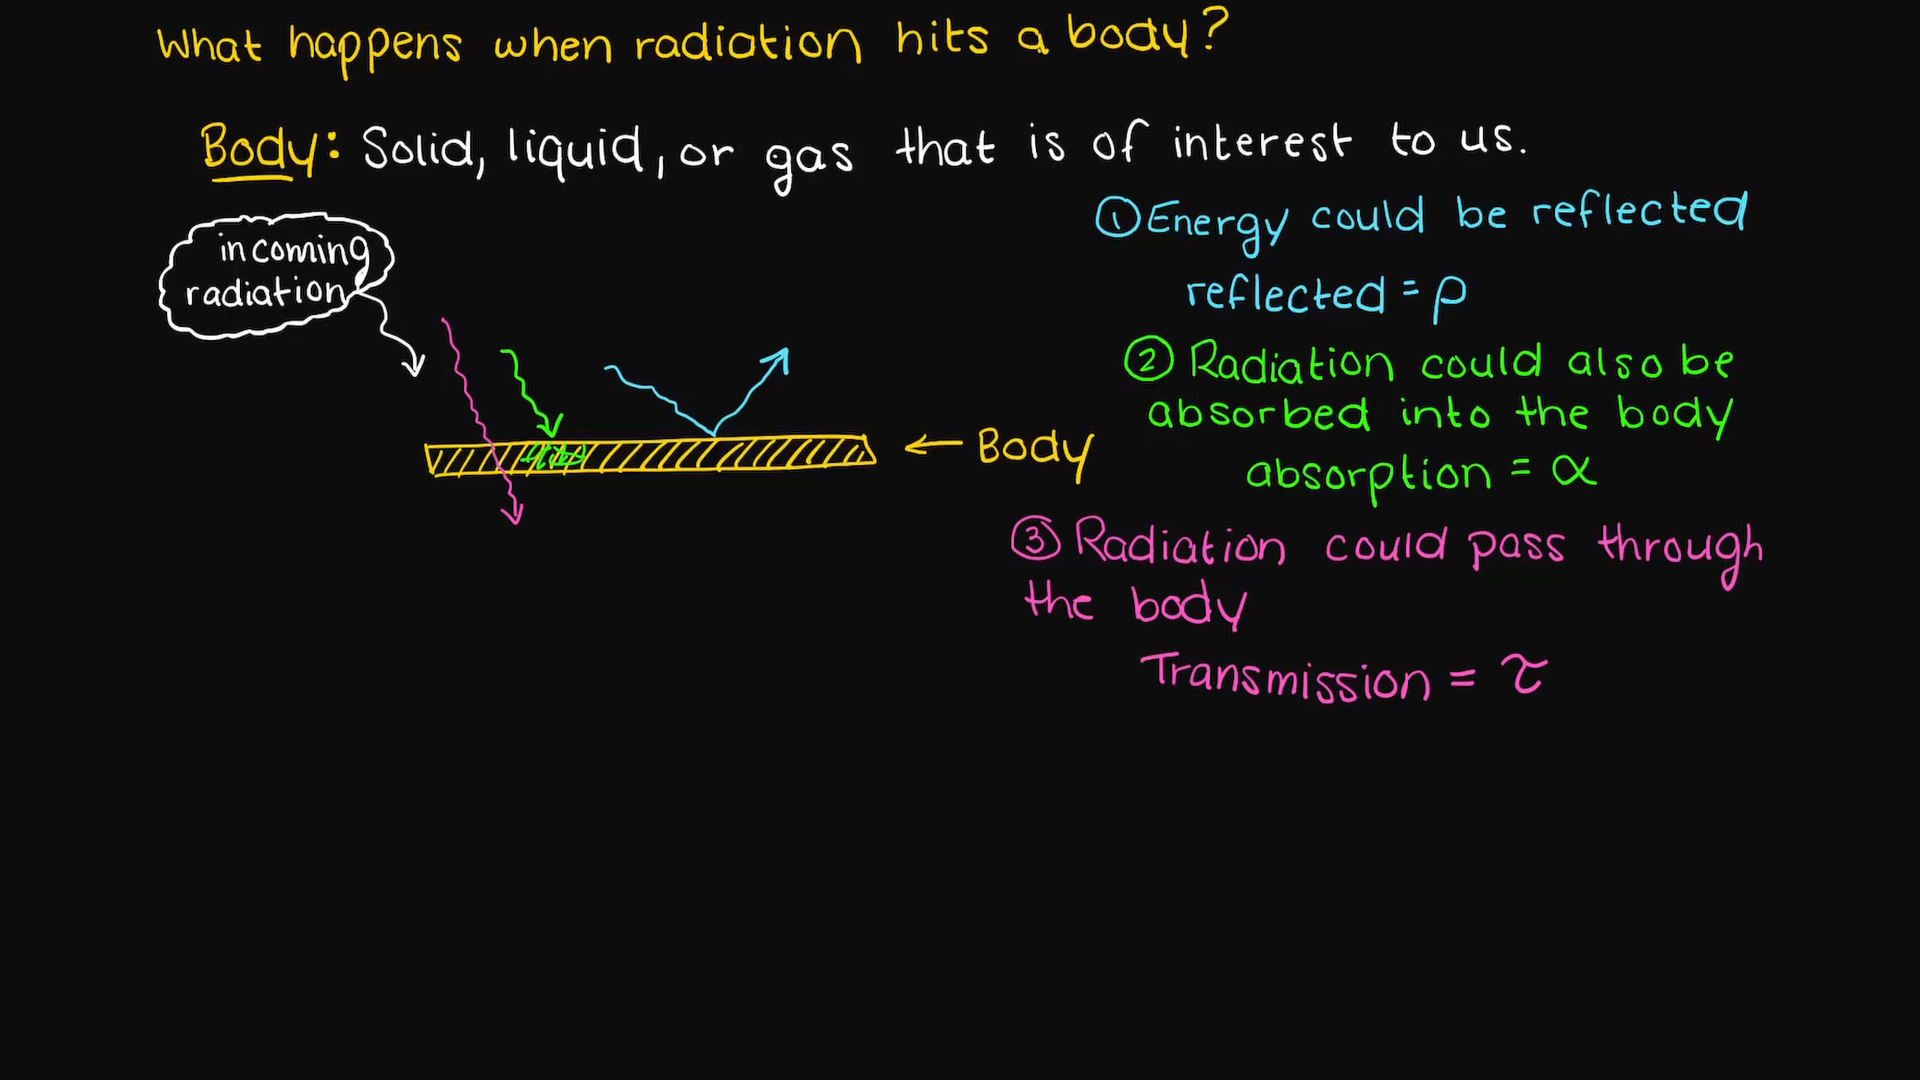 What happens when radiation hits a body?
Body: Solid, liquid, or gas that is of interest to us.
incoming
radiation
← Body
① Energy could be reflected
reflected = ρ
② Radiation could also be
absorbed into the body
absorption = α
③ Radiation could pass through
the body
Transmission = τ